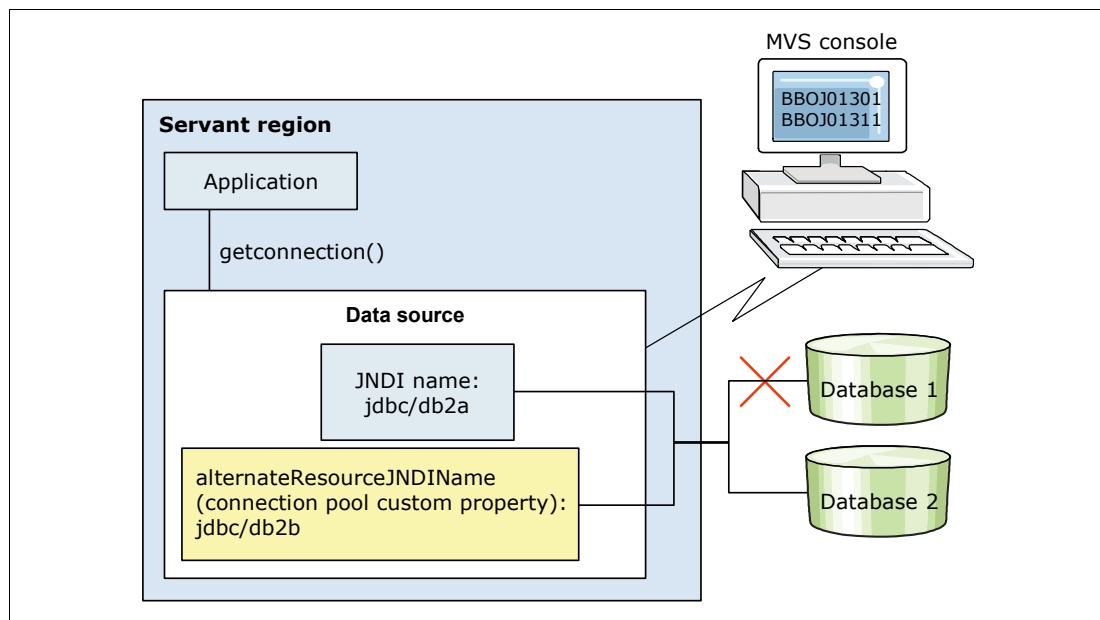 MVS console
BBOJ01301
BBOJ01311
Servant region
Application
getconnection()
Data source
JNDI name:
jdbc/db2a
alternateResourceJNDIName
(connection pool custom property):
jdbc/db2b
Database 1
Database 2